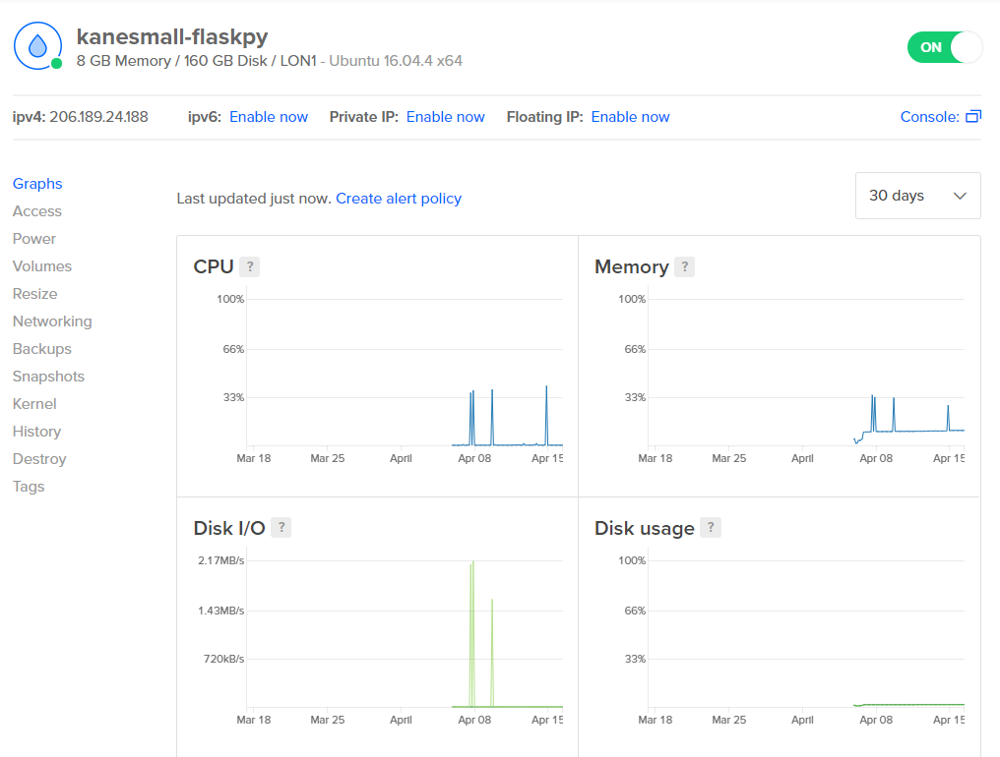 kanesmall-flaskpy
8 GB Memory / 160 GB Disk / LON1 - Ubuntu 16.04.4 x64
ON
ipv4: 206.189.24.188 ipv6: Enable now Private IP: Enable now Floating IP: Enable now Console:
Graphs
Access
Power
Volumes
Resize
Networking
Backups
Snapshots
Kernel
History
Destroy
Tags
Last updated just now. Create alert policy
30 days
CPU ?
100%
66%
33%
Mar 18 Mar 25 April Apr 08 Apr 15
Memory ?
100%
66%
33%
Mar 18 Mar 25 April Apr 08 Apr 15
Disk I/O ?
2.17MB/s
1.43MB/s
720kB/s
Mar 18 Mar 25 April Apr 08 Apr 15
Disk usage ?
100%
66%
33%
Mar 18 Mar 25 April Apr 08 Apr 15